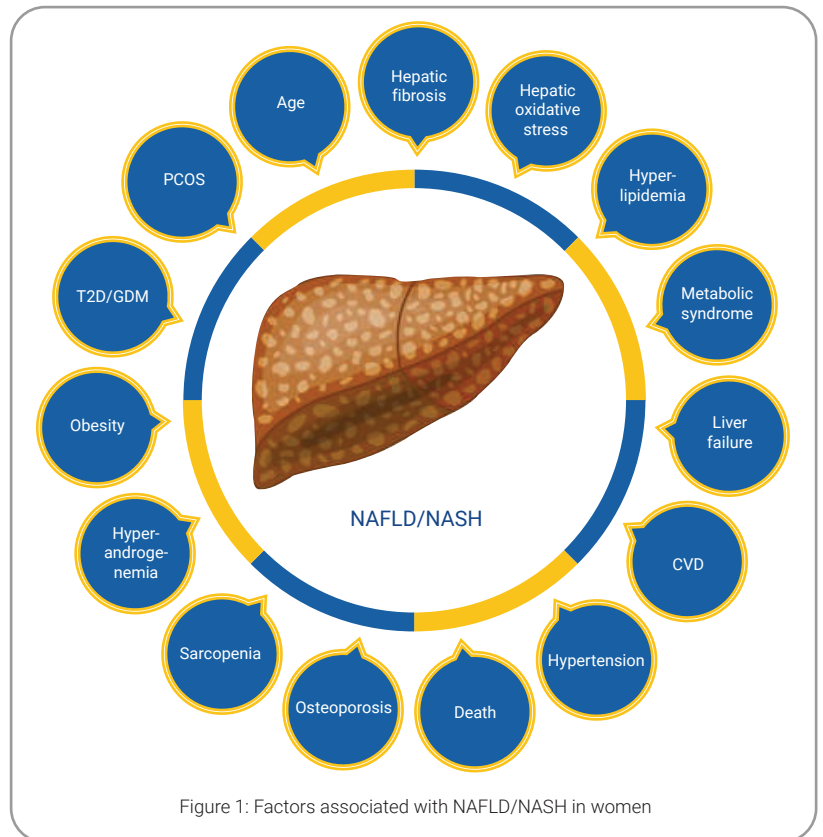 Hepatic
fibrosis
Hepatic
oxidative
stress
Hyper-
lipidemia
Metabolic
syndrome
Liver
failure
CVD
Hypertension
Death
Osteoporosis
Sarcopenia
Hyper-
androge-
nemia
Obesity
T2D/GDM
PCOS
Age
NAFLD/NASH
Figure 1: Factors associated with NAFLD/NASH in women